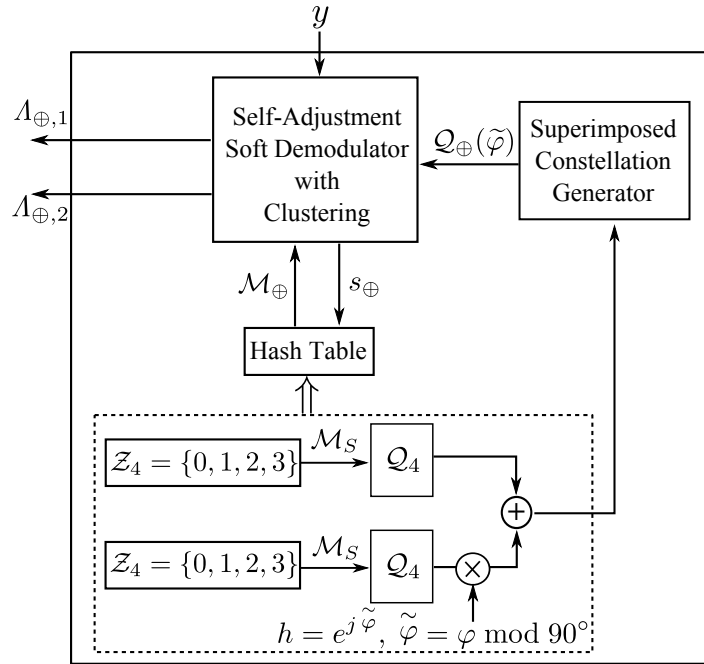 y
Λ⊕,1
Λ⊕,2
Self-Adjustment
Soft Demodulator
with
Clustering
𝒬⊕(φ̃)
Superimposed
Constellation
Generator
ℳ⊕
s⊕
Hash Table
𝒵4 = {0, 1, 2, 3}
ℳS
𝒬4
+
𝒵4 = {0, 1, 2, 3}
ℳS
𝒬4
×
h = e^{jφ̃}, φ̃ = φ mod 90°